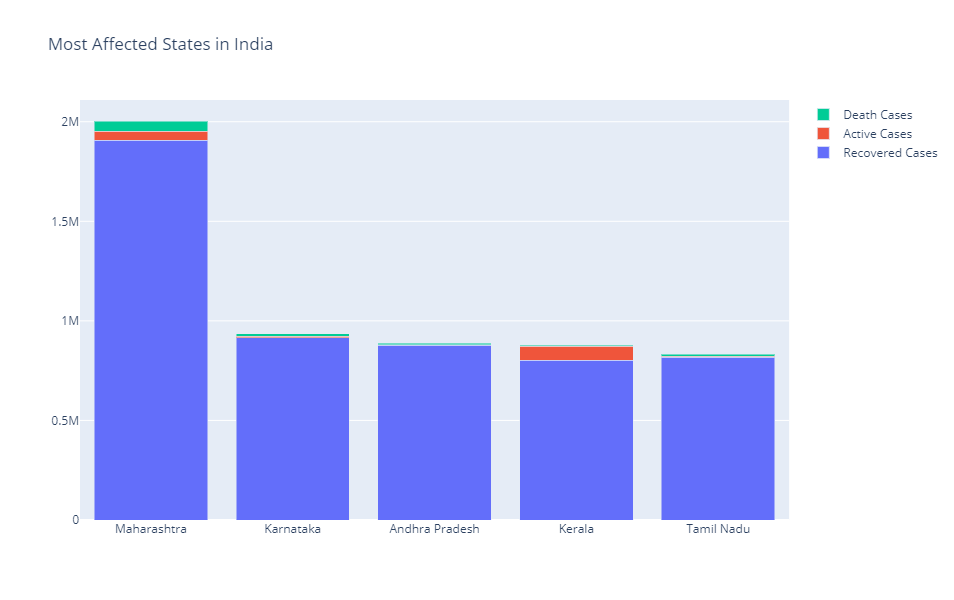 Most Affected States in India
Death Cases
Active Cases
Recovered Cases
2M
1.5M
1M
0.5M
0
Maharashtra
Karnataka
Andhra Pradesh
Kerala
Tamil Nadu